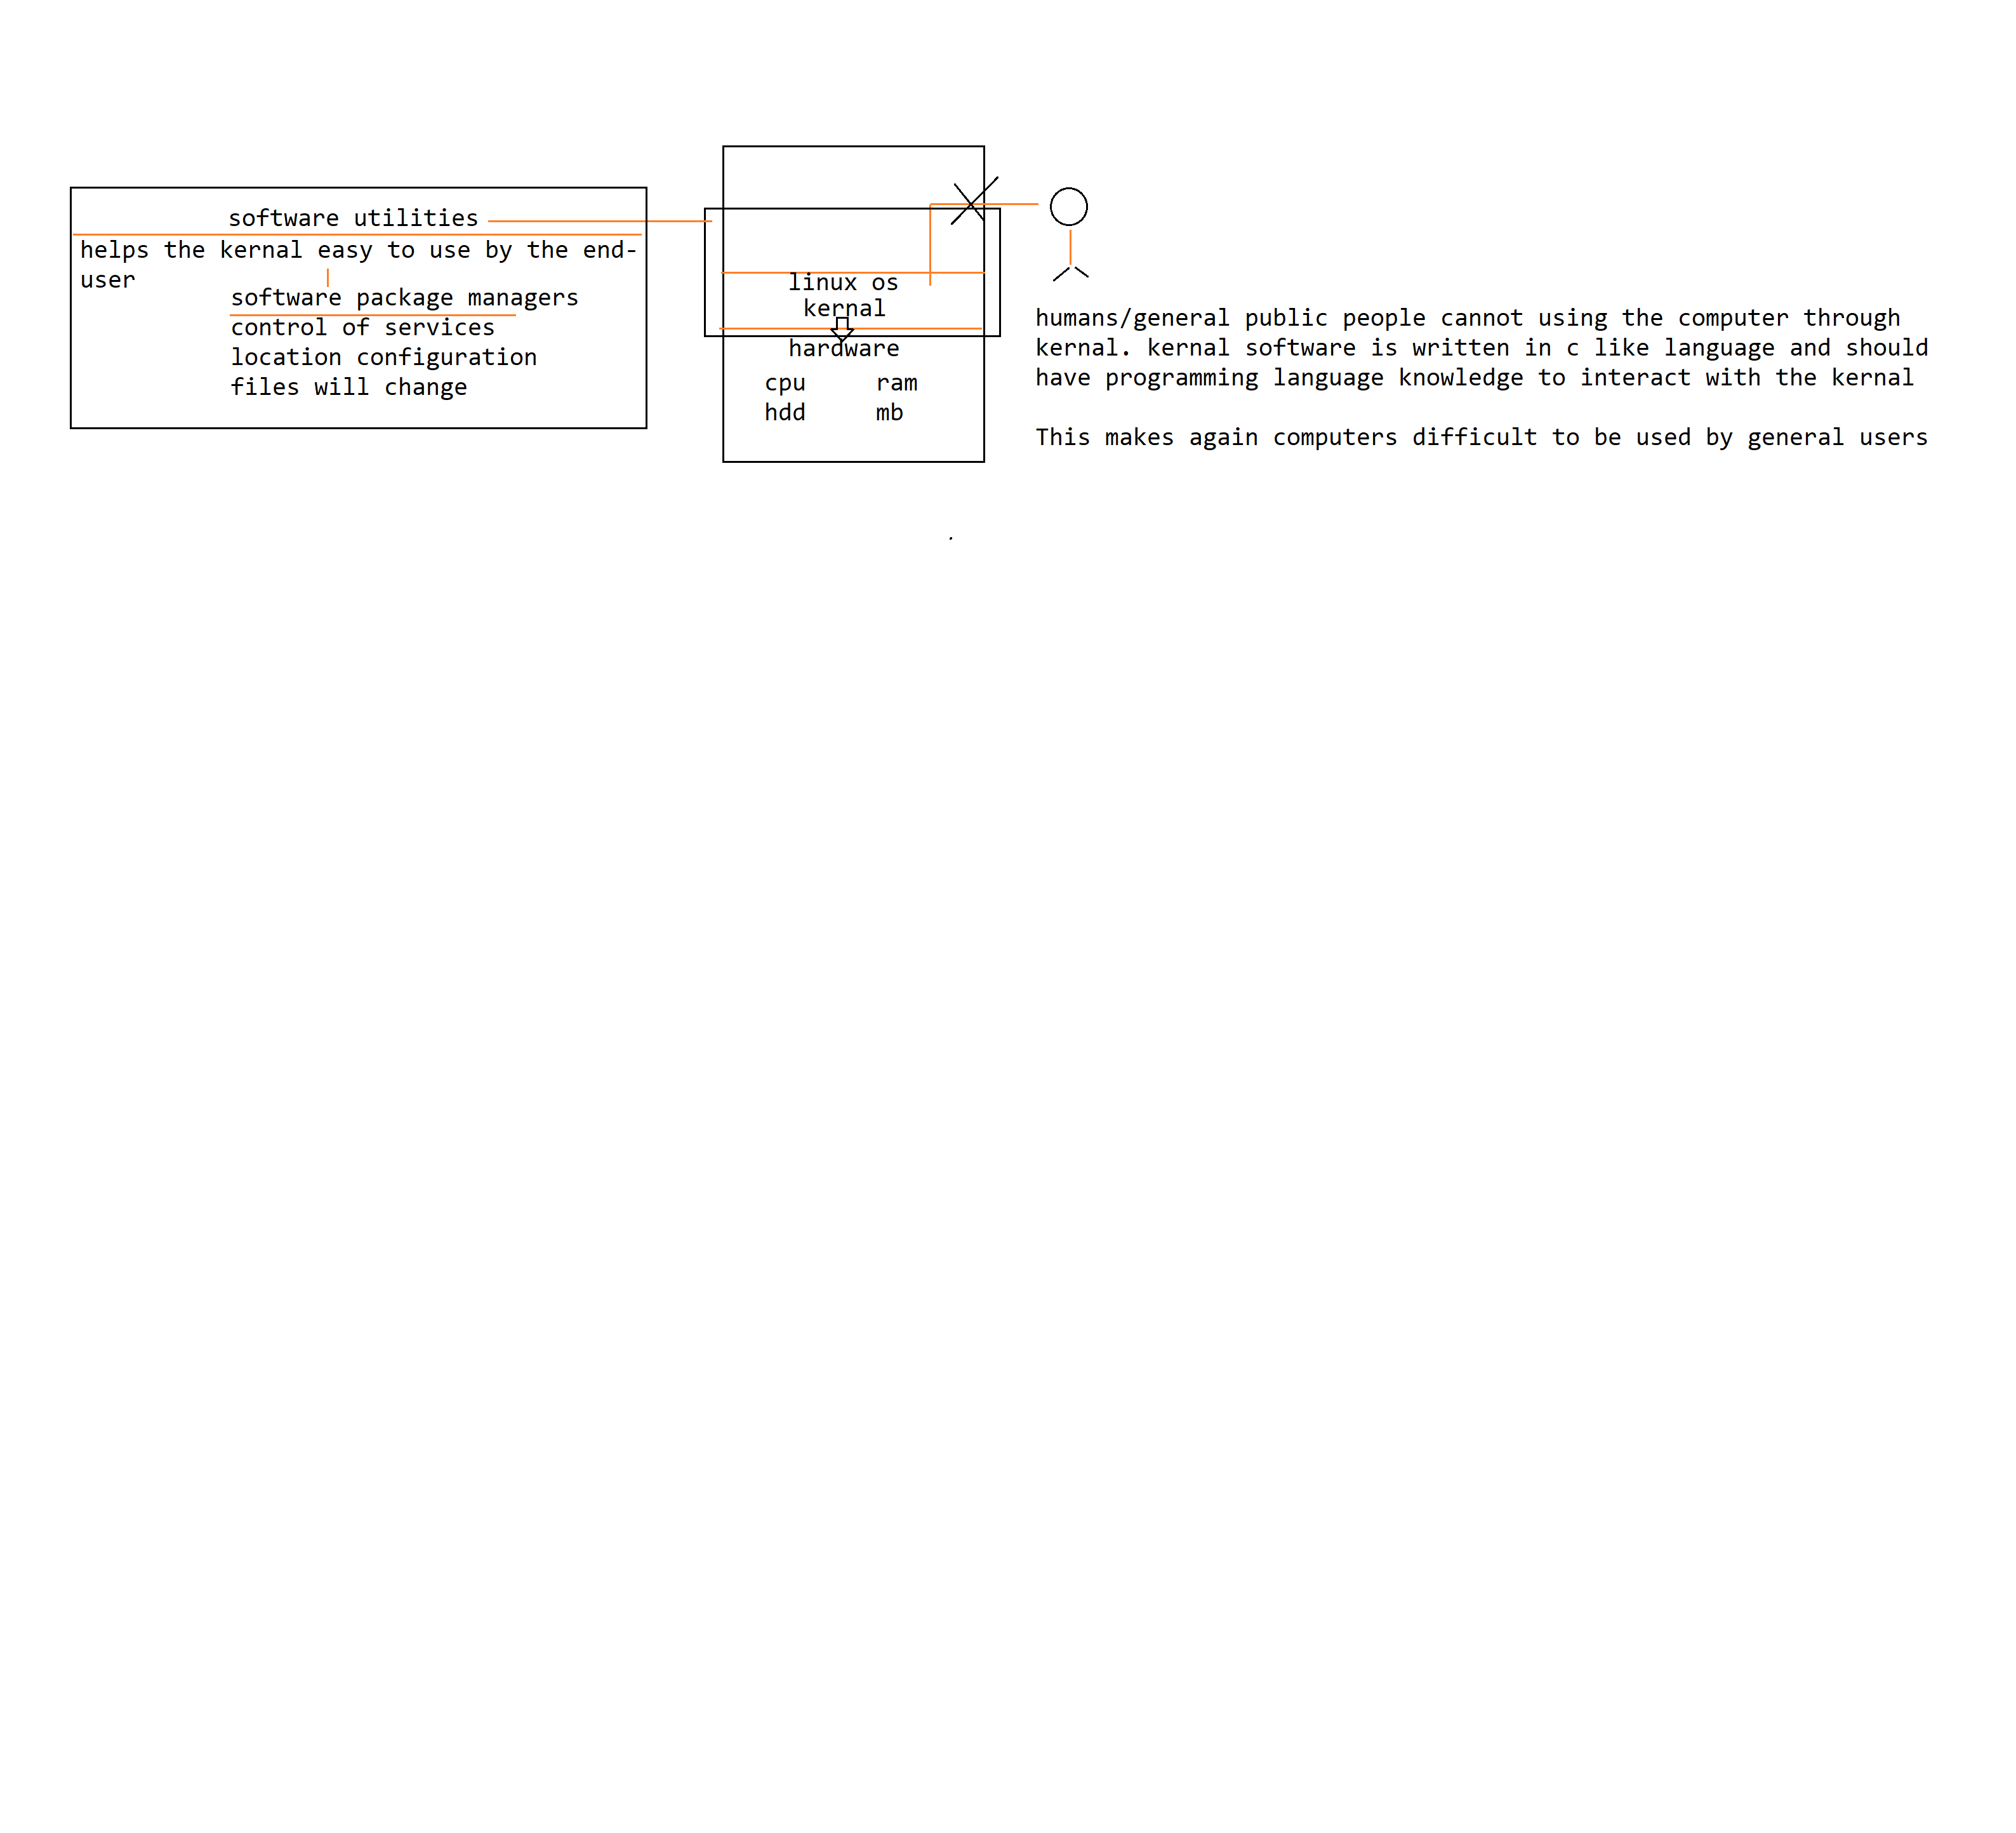 software utilities
helps the kernal easy to use by the end-
user
software package managers
control of services
location configuration
files will change
linux os
kernal
hardware
cpu ram
hdd mb
humans/general public people cannot using the computer through
kernal. kernal software is written in c like language and should
have programming language knowledge to interact with the kernal
This makes again computers difficult to be used by general users